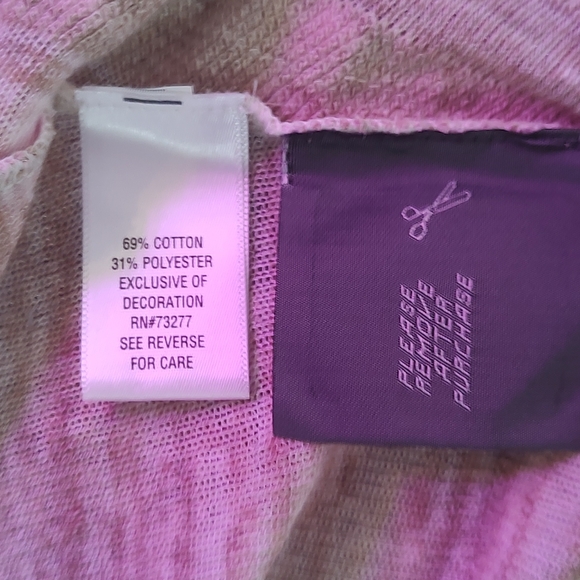 69% COTTON
31% POLYESTER
EXCLUSIVE OF
DECORATION
RN#73277
SEE REVERSE
FOR CARE
PLEASE
REMOVE
AFTER
PURCHASE